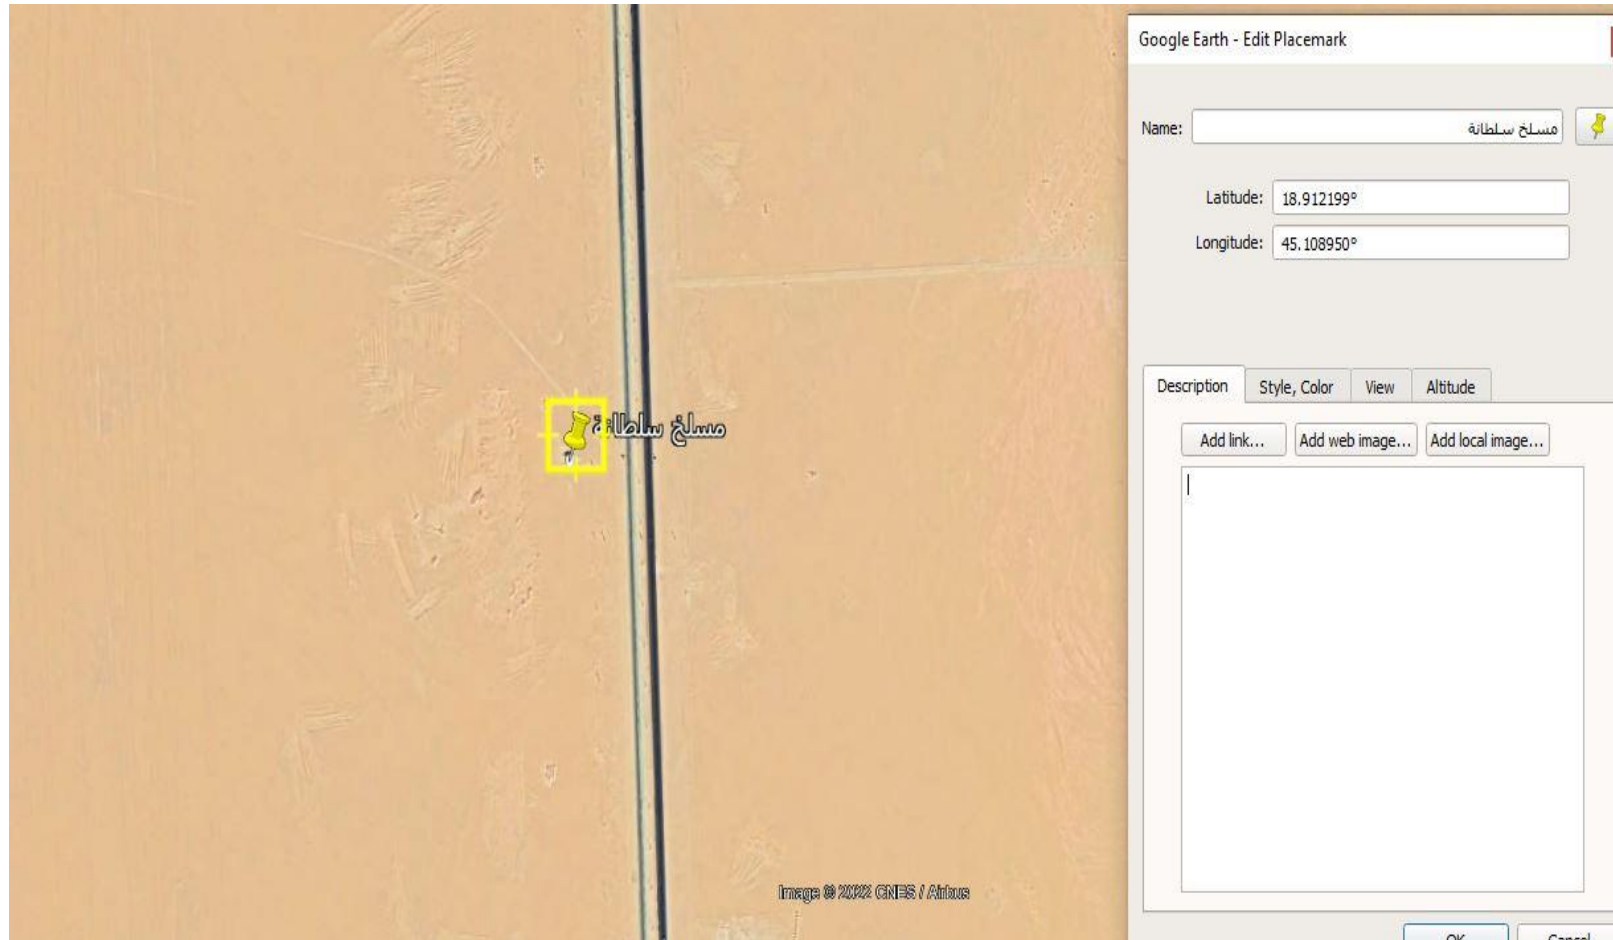 Google Earth - Edit Placemark
Name: مسلخ سلطانة
Latitude: 18.912199°
Longitude: 45.108950°
Description Style, Color View Altitude
Add link... Add web image... Add local image...
مسلخ سلطانة
Image © 2022 CNES / Airbus
OK Cancel